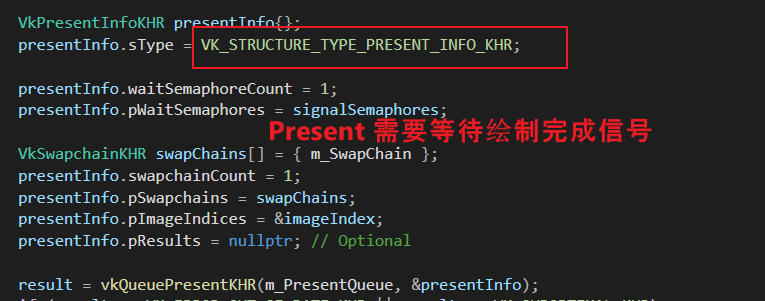 VkPresentInfoKHR presentInfo{};
presentInfo.sType = VK_STRUCTURE_TYPE_PRESENT_INFO_KHR;
presentInfo.waitSemaphoreCount = 1;
presentInfo.pWaitSemaphores = signalSemaphores;
Present 需要等待绘制完成信号
VkSwapchainKHR swapChains[] = { m_SwapChain };
presentInfo.swapchainCount = 1;
presentInfo.pSwapchains = swapChains;
presentInfo.pImageIndices = &imageIndex;
presentInfo.pResults = nullptr; // Optional
result = vkQueuePresentKHR(m_PresentQueue, &presentInfo);